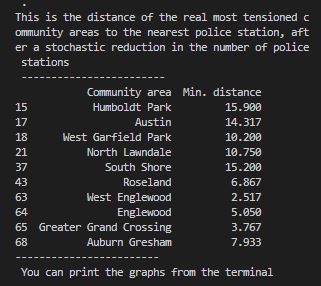 .
This is the distance of the real most tensioned c
ommunity areas to the nearest police station, aft
er a stochastic reduction in the number of police
 stations
------------------------
Community area  Min. distance
15 Humboldt Park 15.900
17 Austin 14.317
18 West Garfield Park 10.200
21 North Lawndale 10.750
37 South Shore 15.200
43 Roseland 6.867
63 West Englewood 2.517
64 Englewood 5.050
65 Greater Grand Crossing 3.767
68 Auburn Gresham 7.933
------------------------
You can print the graphs from the terminal